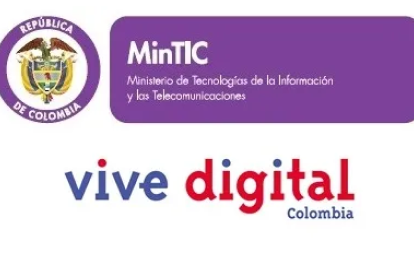 REPÚBLICA
DE COLOMBIA
MinTIC
Ministerio de Tecnologías de la Información
y las Telecomunicaciones
vive digital
Colombia